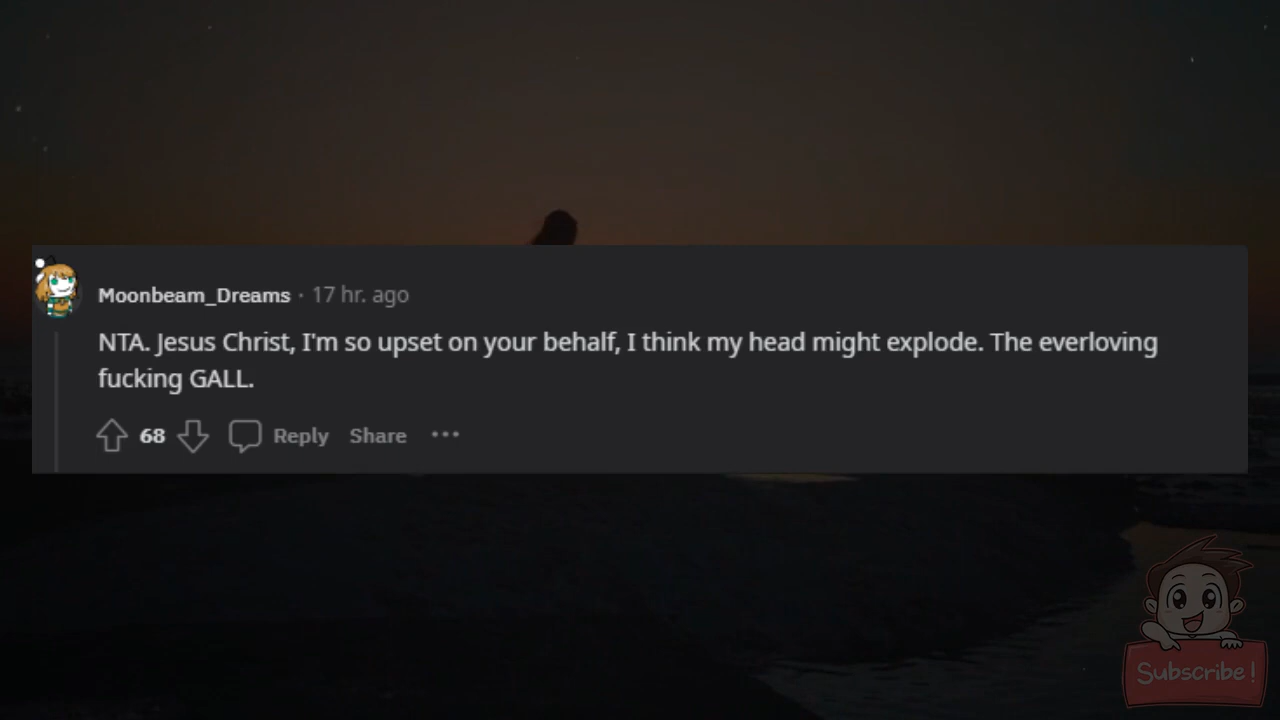 Moonbeam_Dreams · 17 hr. ago
NTA. Jesus Christ, I'm so upset on your behalf, I think my head might explode. The everloving
fucking GALL.
68 Reply Share ···
Subscribe!